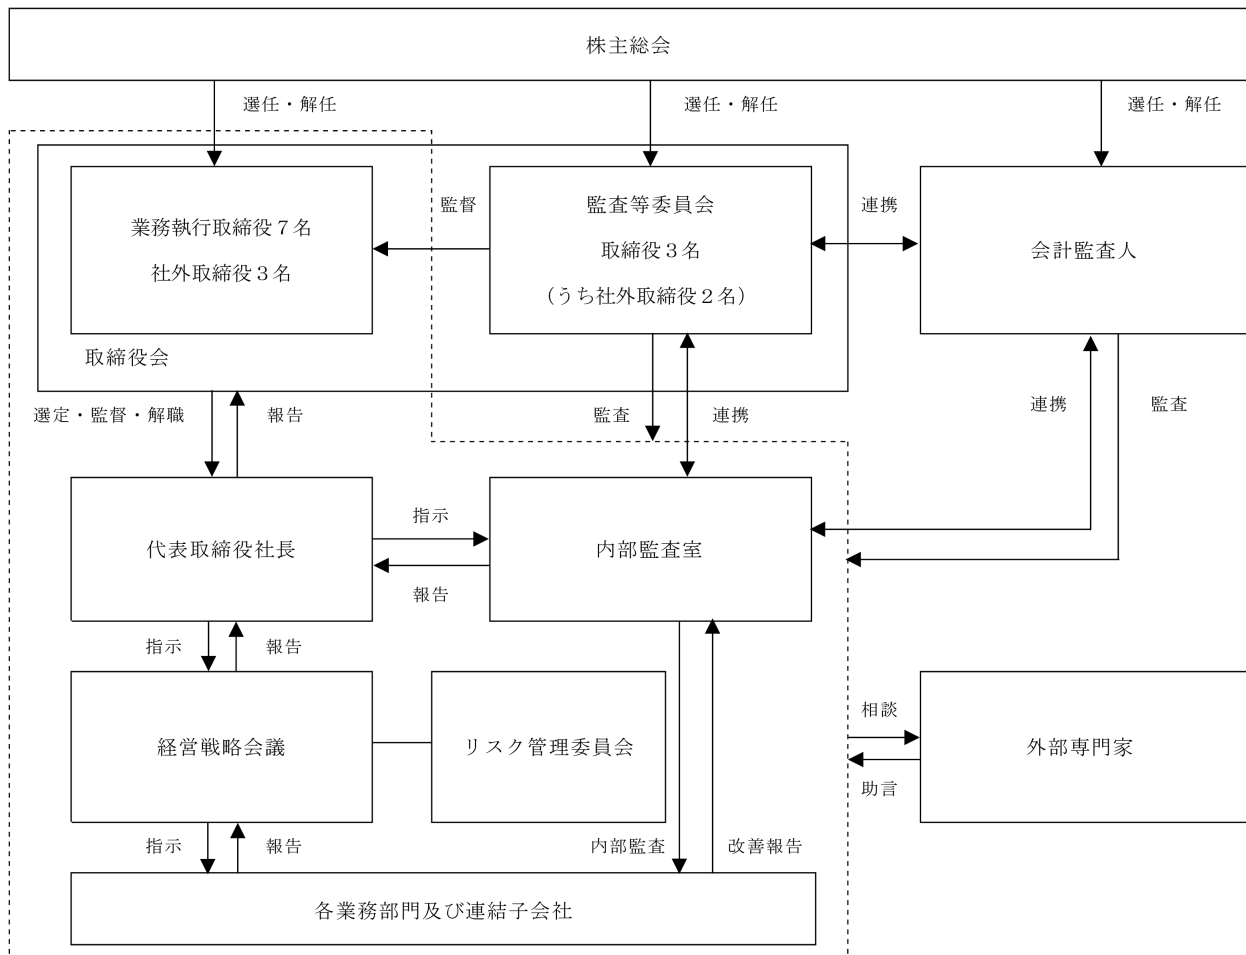 株主総会
選任・解任
選任・解任
選任・解任
業務執行取締役７名
社外取締役３名
監督
監査等委員会
取締役３名
（うち社外取締役２名）
連携
会計監査人
取締役会
選定・監督・解職
報告
監査
連携
連携
監査
代表取締役社長
指示
報告
内部監査室
指示
報告
経営戦略会議
リスク管理委員会
相談
助言
外部専門家
指示
報告
内部監査
改善報告
各業務部門及び連結子会社